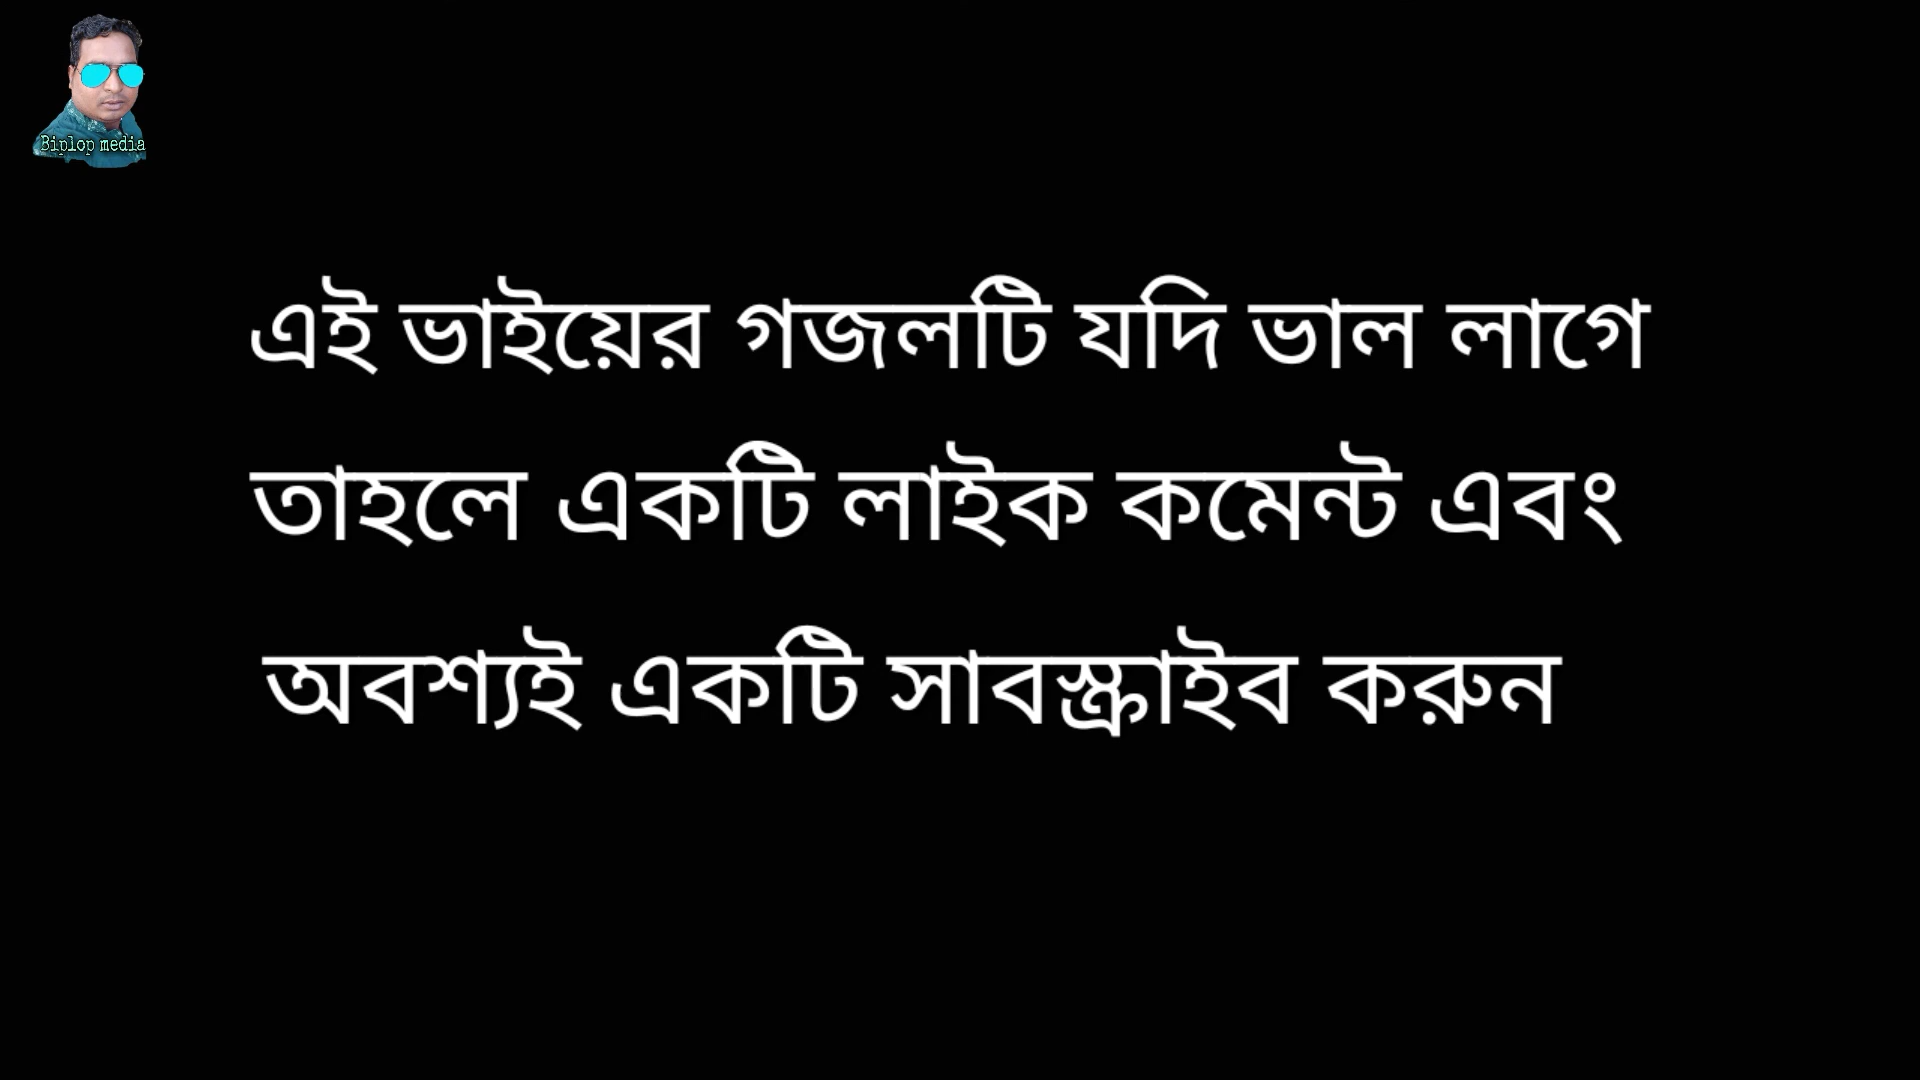 Biplop media
এই ভাইয়ের গজলটি যদি ভাল লাগে
তাহলে একটি লাইক কমেন্ট এবং
অবশ্যই একটি সাবস্ক্রাইব করুন